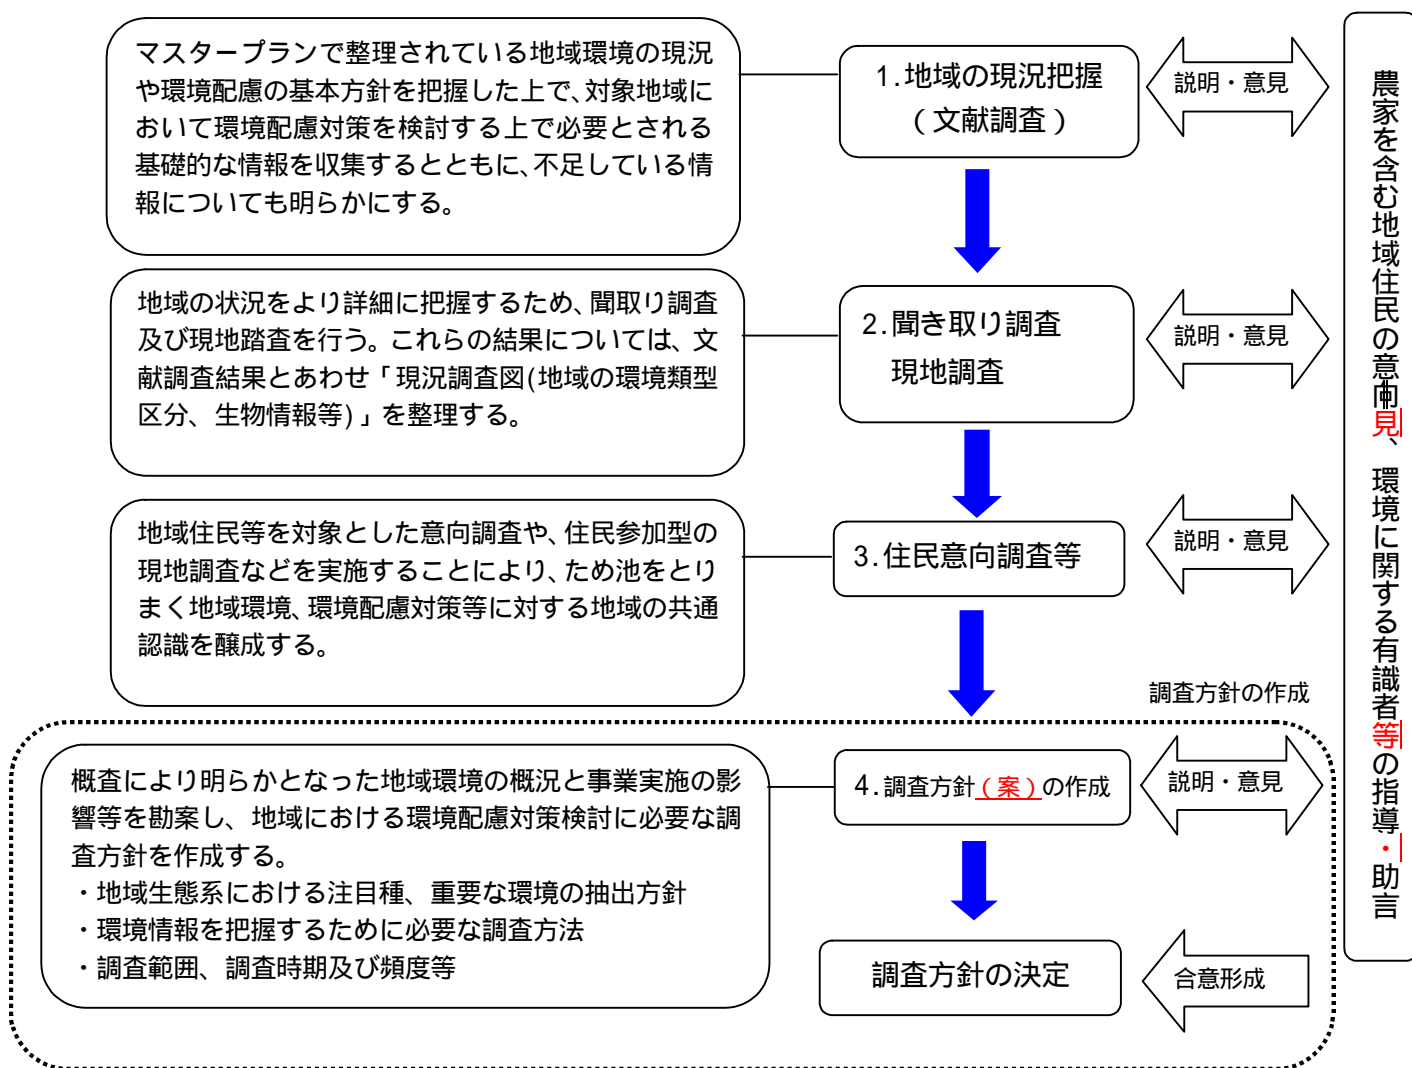 マスタープランで整理されている地域環境の現況
や環境配慮の基本方針を把握した上で、対象地域に
おいて環境配慮対策を検討する上で必要とされる
基礎的な情報を収集するとともに、不足している情
報についても明らかにする。
1.地域の現況把握
(文献調査)
説明・意見
地域の状況をより詳細に把握するため、聞取り調査
及び現地踏査を行う。これらの結果については、文
献調査結果とあわせ「現況調査図(地域の環境類型
区分、生物情報等)」を整理する。
2.聞き取り調査
現地調査
説明・意見
地域住民等を対象とした意向調査や、住民参加型の
現地調査などを実施することにより、ため池をとり
まく地域環境、環境配慮対策等に対する地域の共通
認識を醸成する。
3.住民意向調査等
説明・意見
調査方針の作成
概査により明らかとなった地域環境の概況と事業実施の影
響等を勘案し、地域における環境配慮対策検討に必要な調
査方針を作成する。
・地域生態系における注目種、重要な環境の抽出方針
・環境情報を把握するために必要な調査方法
・調査範囲、調査時期及び頻度等
4.調査方針(案)の作成
説明・意見
調査方針の決定
合意形成
農家を含む地域住民の意向見、環境に関する有識者等の指導・助言